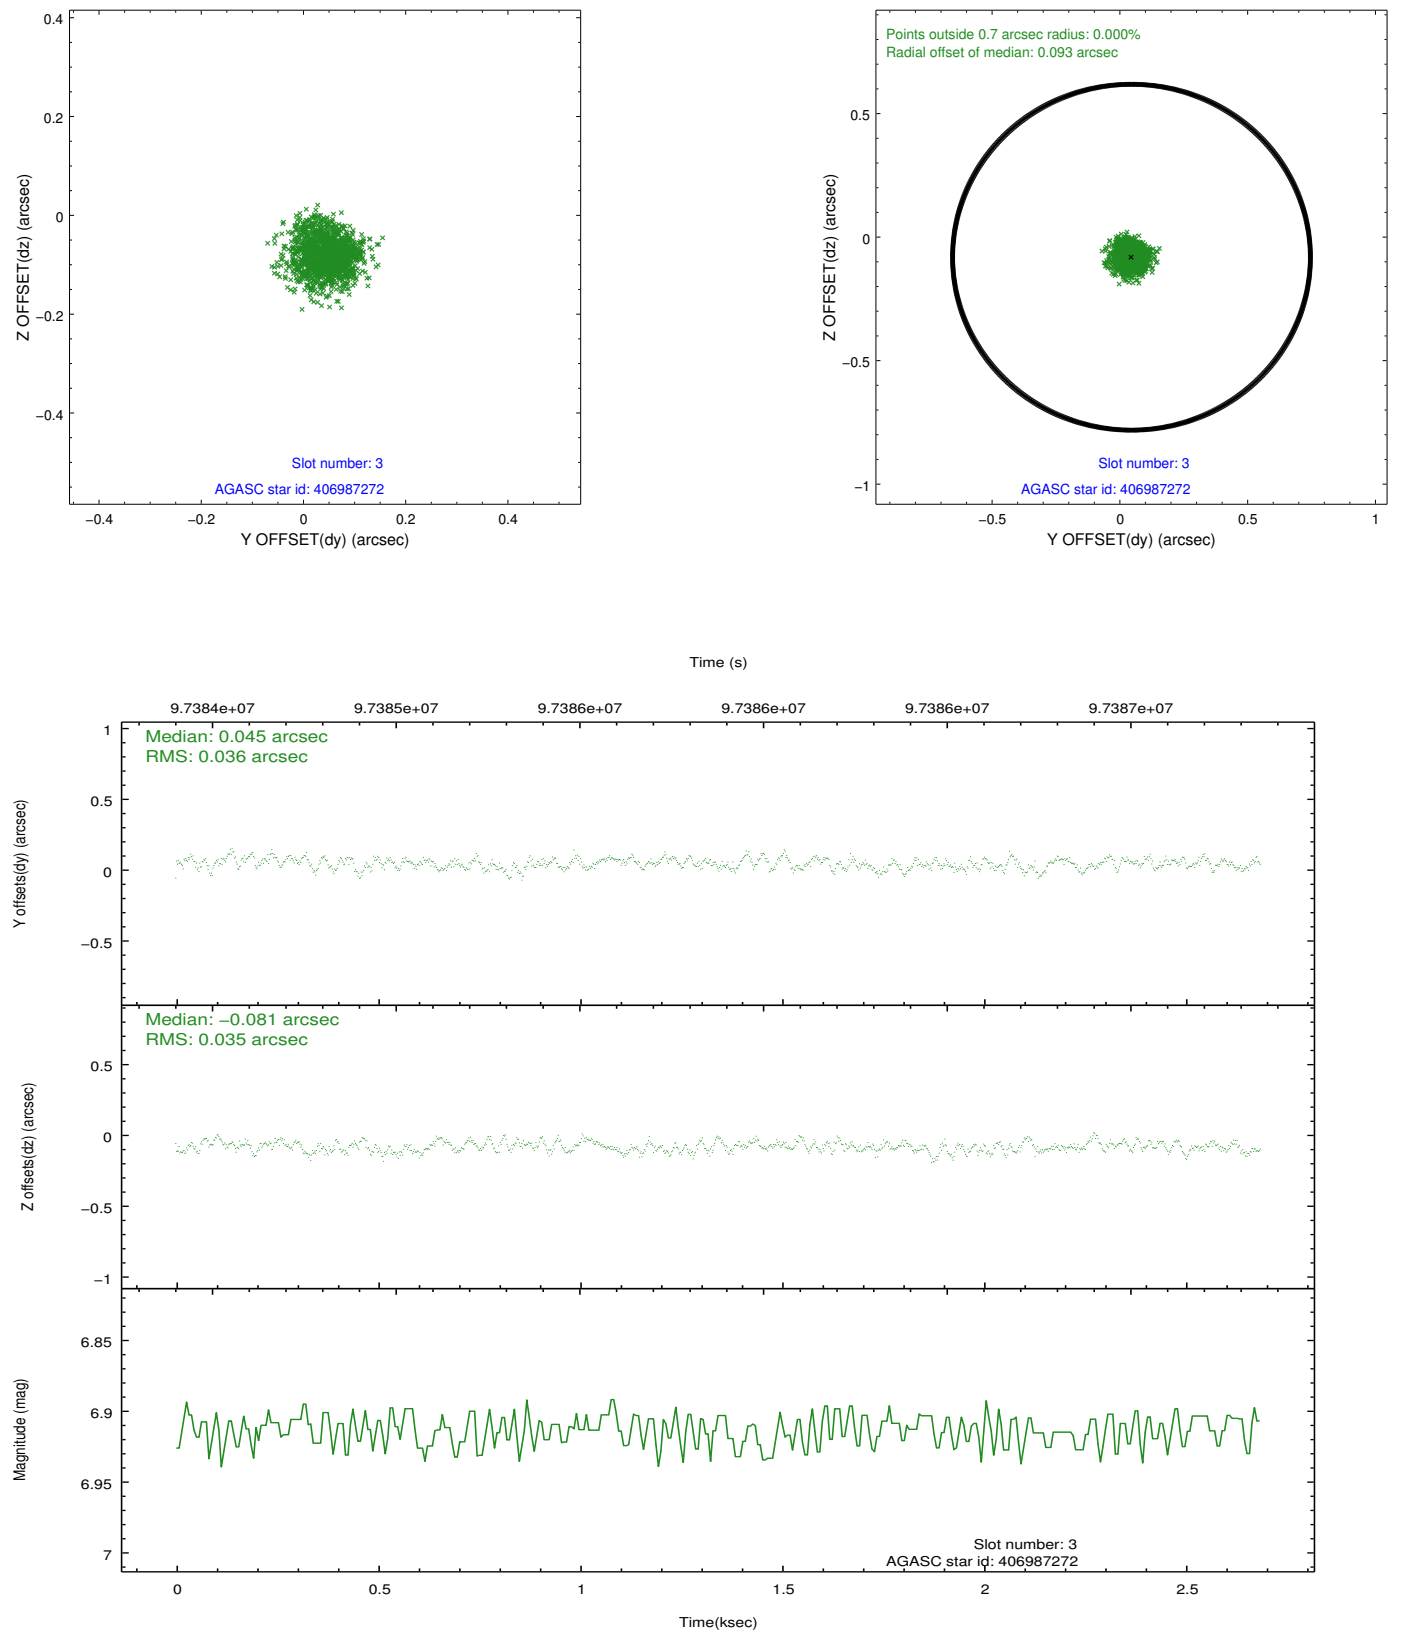 0.4
0.2
0
−0.2
−0.4
Z OFFSET(dz) (arcsec)
Slot number: 3
AGASC star id: 406987272
−0.4 −0.2 0 0.2 0.4
Y OFFSET(dy) (arcsec)
Points outside 0.7 arcsec radius: 0.000%
Radial offset of median: 0.093 arcsec
0.5
0
−0.5
−1
Z OFFSET(dz) (arcsec)
Slot number: 3
AGASC star id: 406987272
−0.5 0 0.5 1
Y OFFSET(dy) (arcsec)
Time (s)
9.7384e+07 9.7385e+07 9.7386e+07 9.7386e+07 9.7386e+07 9.7387e+07
Median: 0.045 arcsec
RMS: 0.036 arcsec
1
0.5
0
−0.5
Y offsets(dy) (arcsec)
Median: −0.081 arcsec
RMS: 0.035 arcsec
0.5
0
−0.5
−1
Z offsets(dz) (arcsec)
6.85
6.9
6.95
7
Magnitude (mag)
Slot number: 3
AGASC star id: 406987272
0 0.5 1 1.5 2 2.5
Time(ksec)